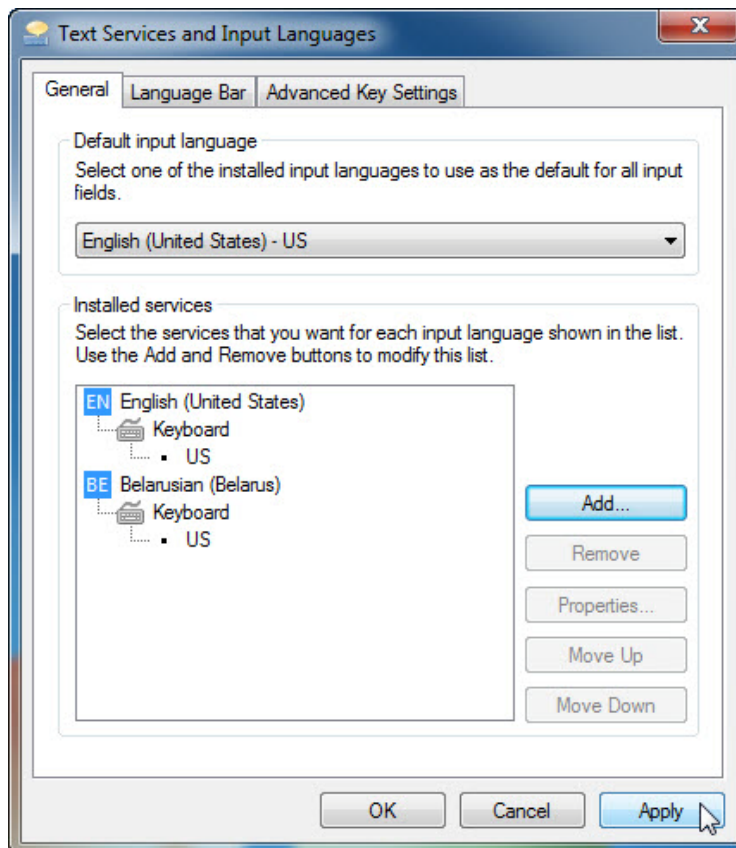 Text Services and Input Languages
General
Language Bar
Advanced Key Settings
Default input language
Select one of the installed input languages to use as the default for all input
fields.
English (United States) - US
Installed services
Select the services that you want for each input language shown in the list.
Use the Add and Remove buttons to modify this list.
EN English (United States)
Keyboard
US
BE Belarusian (Belarus)
Keyboard
US
Add...
Remove
Properties...
Move Up
Move Down
OK
Cancel
Apply